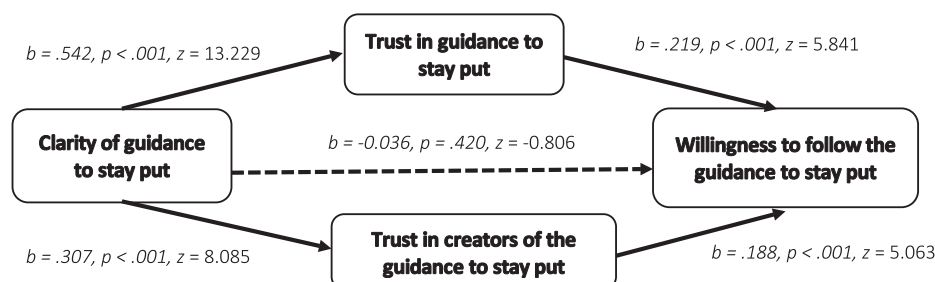 Trust in guidance to
stay put
b = .542, p < .001, z = 13.229
b = .219, p < .001, z = 5.841
Clarity of guidance
to stay put
b = -0.036, p = .420, z = -0.806
Willingness to follow the
guidance to stay put
Trust in creators of the
guidance to stay put
b = .307, p < .001, z = 8.085
b = .188, p < .001, z = 5.063